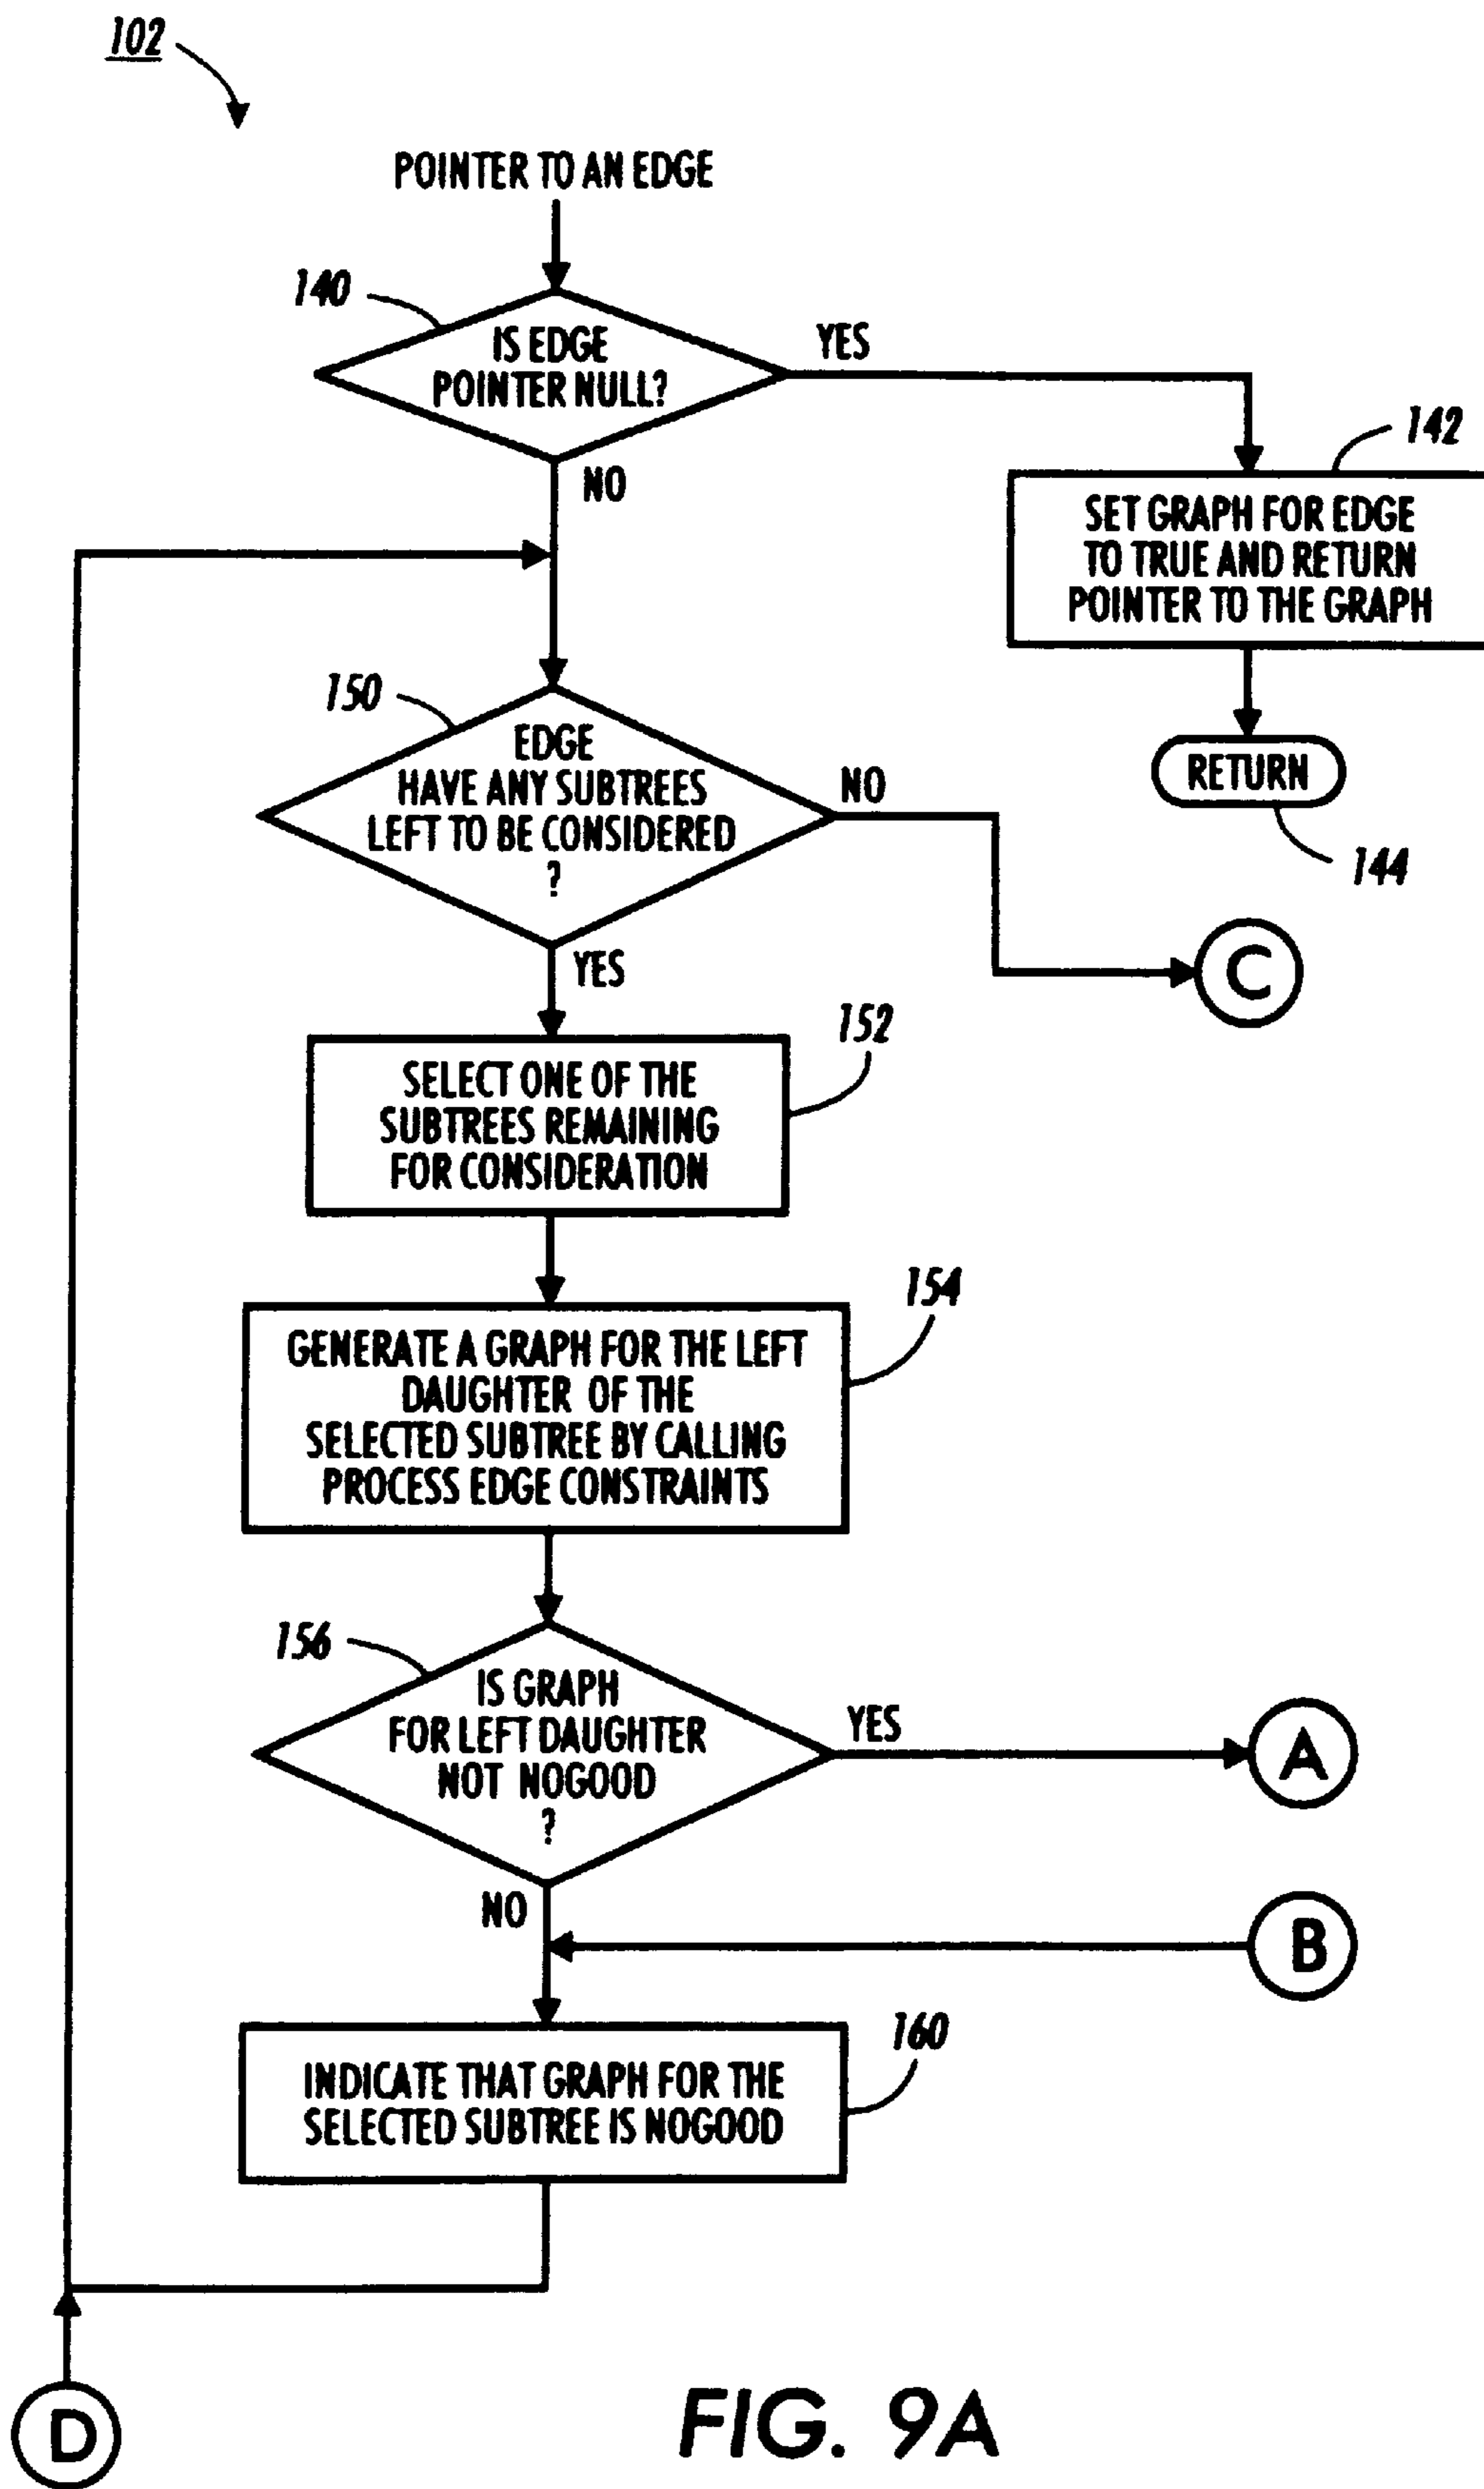 102
POINTER TO AN EDGE
140
IS EDGE
POINTER NULL?
YES
NO
142
SET GRAPH FOR EDGE
TO TRUE AND RETURN
POINTER TO THE GRAPH
RETURN
144
150
EDGE
HAVE ANY SUBTREES
LEFT TO BE CONSIDERED
?
NO
YES
C
152
SELECT ONE OF THE
SUBTREES REMAINING
FOR CONSIDERATION
154
GENERATE A GRAPH FOR THE LEFT
DAUGHTER OF THE
SELECTED SUBTREE BY CALLING
PROCESS EDGE CONSTRAINTS
156
IS GRAPH
FOR LEFT DAUGHTER
NOT NOGOOD
?
YES
A
NO
B
160
INDICATE THAT GRAPH FOR THE
SELECTED SUBTREE IS NOGOOD
D
FIG. 9A